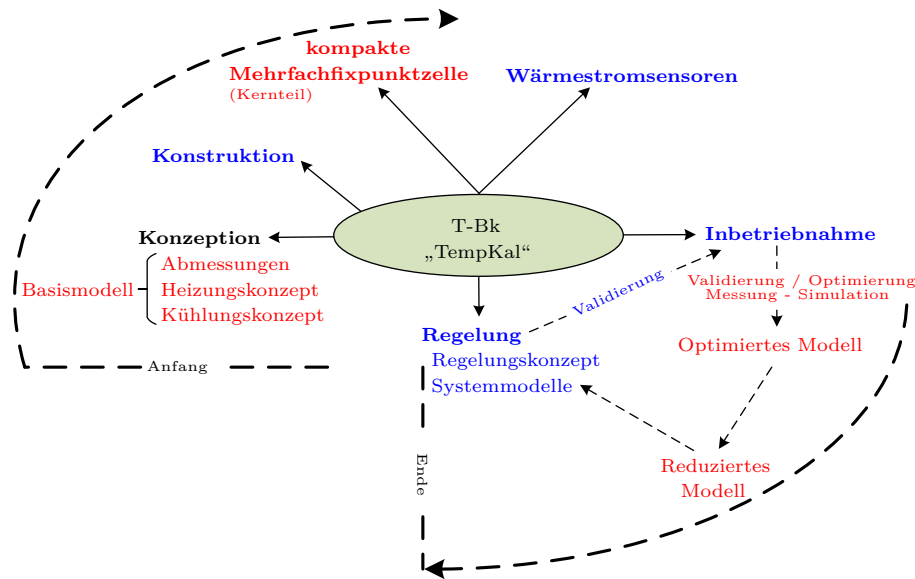 kompakte
Mehrfachfixpunktzelle
(Kernteil)
Wärmestromsensoren
Konstruktion
T-Bk
„TempKal“
Konzeption
Abmessungen
Basismodell
Heizungskonzept
Kühlungskonzept
Anfang
Inbetriebnahme
Validierung / Optimierung
Messung - Simulation
Optimiertes Modell
Validierung
Regelung
Regelungskonzept
Systemmodelle
Reduziertes
Modell
Ende